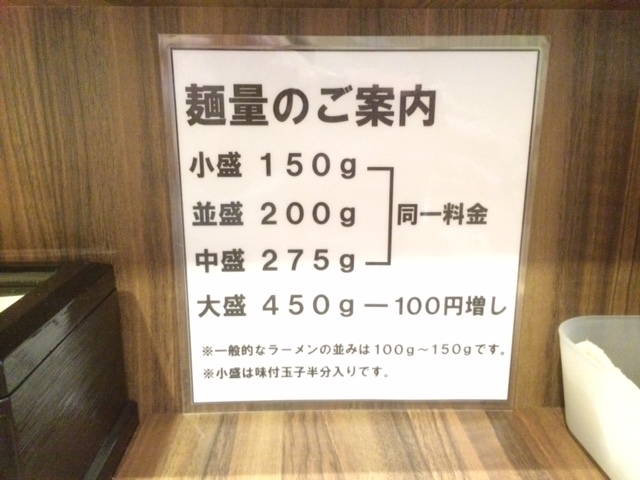 麺量のご案内
小盛 150g
並盛 200g 同一料金
中盛 275g
大盛 450g ー 100円増し
※一般的なラーメンの並みは100g～150gです。
※小盛は味付玉子半分入りです。